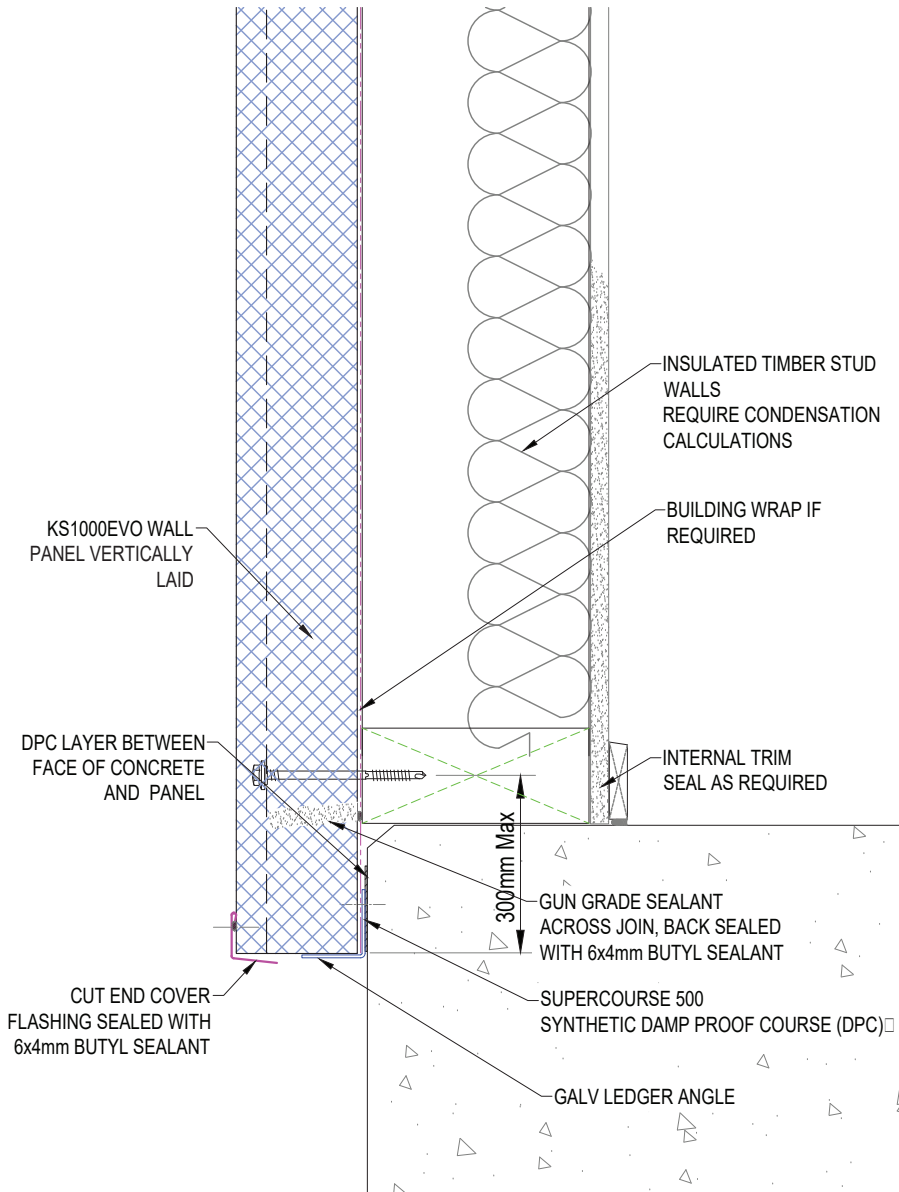 INSULATED TIMBER STUD
WALLS
REQUIRE CONDENSATION
CALCULATIONS
BUILDING WRAP IF
REQUIRED
KS1000EVO WALL
PANEL VERTICALLY
LAID
DPC LAYER BETWEEN
FACE OF CONCRETE
AND PANEL
INTERNAL TRIM
SEAL AS REQUIRED
300mm Max
GUN GRADE SEALANT
ACROSS JOIN, BACK SEALED
WITH 6x4mm BUTYL SEALANT
CUT END COVER
FLASHING SEALED WITH
6x4mm BUTYL SEALANT
SUPERCOURSE 500
SYNTHETIC DAMP PROOF COURSE (DPC)□
GALV LEDGER ANGLE